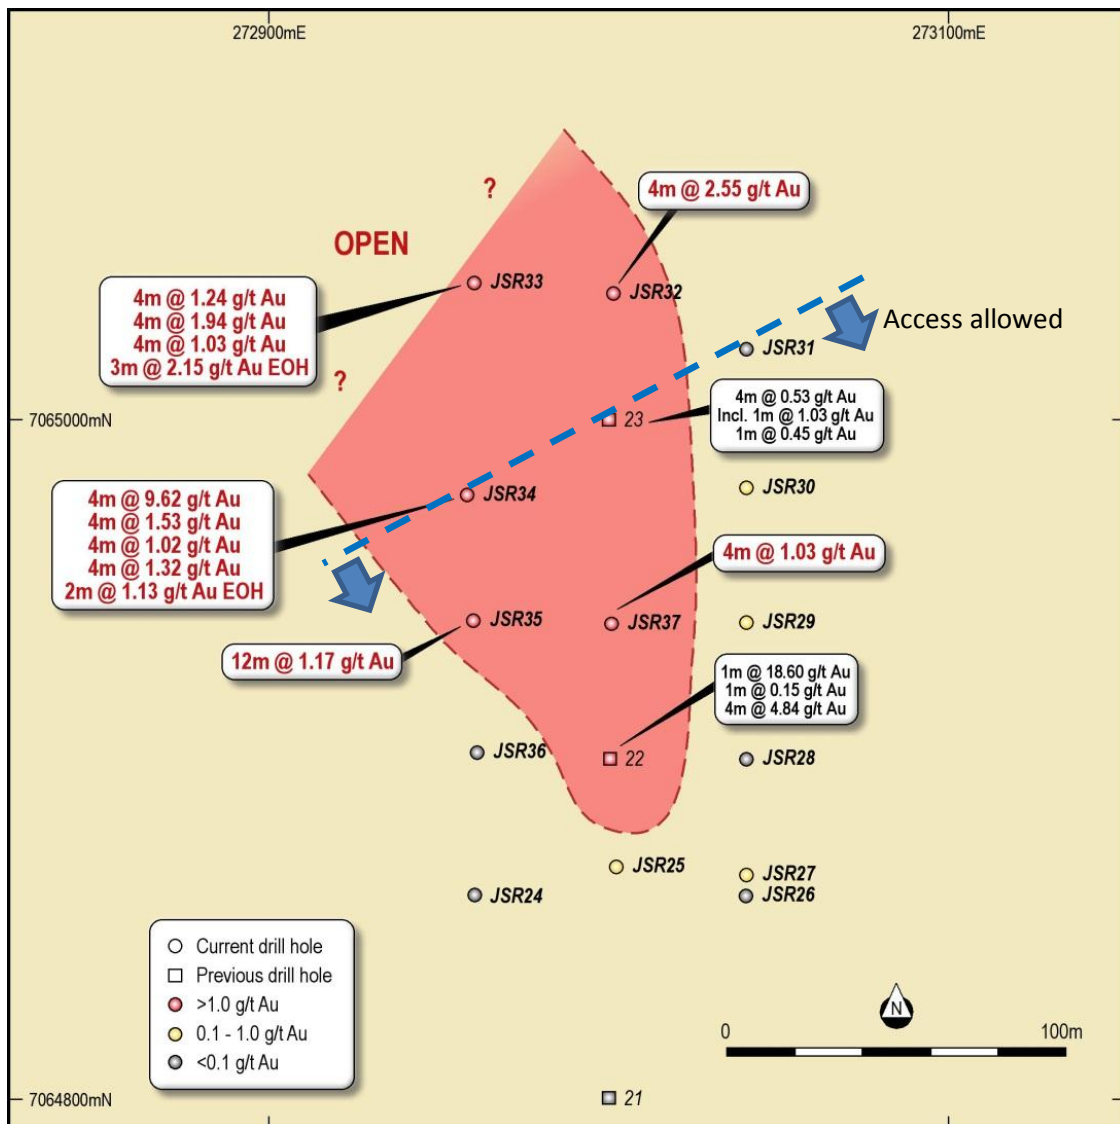 272900mE
273100mE
4m @ 2.55 g/t Au
?
OPEN
JSR33
JSR32
4m @ 1.24 g/t Au
4m @ 1.94 g/t Au
4m @ 1.03 g/t Au
3m @ 2.15 g/t Au EOH
Access allowed
JSR31
?
7065000mN
23
4m @ 0.53 g/t Au
Incl. 1m @ 1.03 g/t Au
1m @ 0.45 g/t Au
JSR34
JSR30
4m @ 9.62 g/t Au
4m @ 1.53 g/t Au
4m @ 1.02 g/t Au
4m @ 1.32 g/t Au
2m @ 1.13 g/t Au EOH
4m @ 1.03 g/t Au
JSR35
JSR37
JSR29
12m @ 1.17 g/t Au
1m @ 18.60 g/t Au
1m @ 0.15 g/t Au
4m @ 4.84 g/t Au
JSR36
22
JSR28
JSR25
JSR27
JSR24
JSR26
Current drill hole
Previous drill hole
>1.0 g/t Au
0.1 - 1.0 g/t Au
<0.1 g/t Au
N
0
100m
7064800mN
21